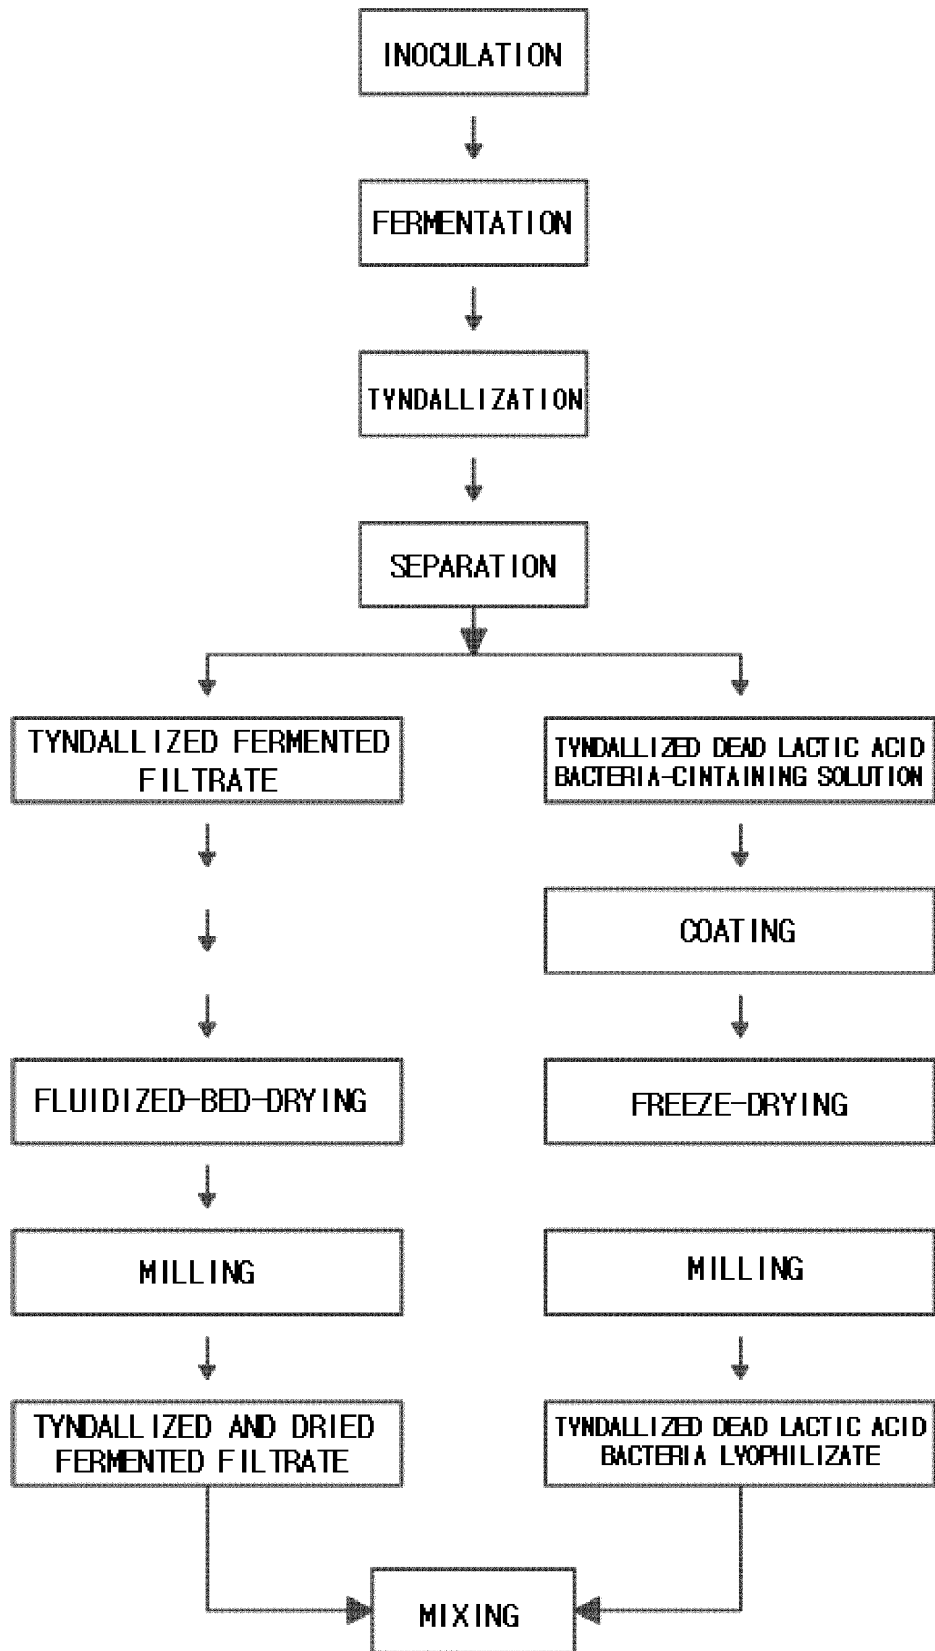 INOCULATION
FERMENTATION
TYNDALLIZATION
SEPARATION
TYNDALLIZED FERMENTED
FILTRATE
TYNDALLIZED DEAD LACTIC ACID
BACTERIA-CINTAINING SOLUTION
COATING
FLUIDIZED-BED-DRYING
FREEZE-DRYING
MILLING
MILLING
TYNDALLIZED AND DRIED
FERMENTED FILTRATE
TYNDALLIZED DEAD LACTIC ACID
BACTERIA LYOPHILIZATE
MIXING